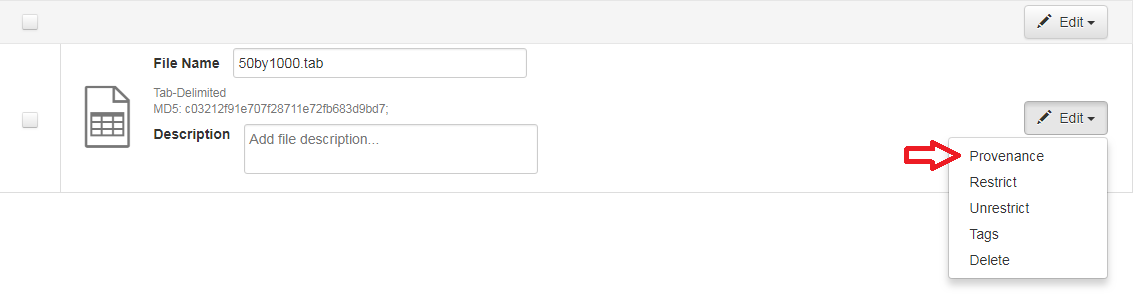 Edit
File Name 50by1000.tab
Tab-Delimited
MD5: c03212f91e707f28711e72fb683d9bd7;
Description Add file description...
Edit
Provenance
Restrict
Unrestrict
Tags
Delete